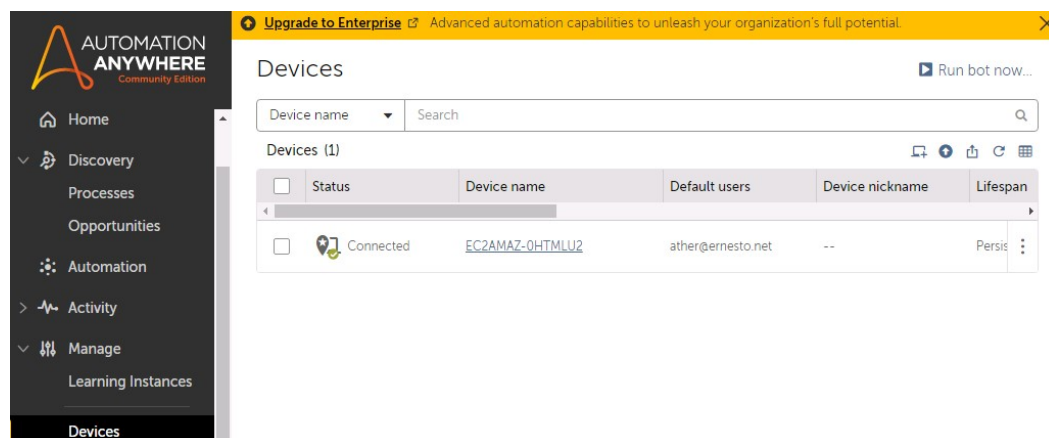 Upgrade to Enterprise Advanced automation capabilities to unleash your organization's full potential.
AUTOMATION
ANYWHERE
Community Edition
Home
Discovery
Processes
Opportunities
Automation
Activity
Manage
Learning Instances
Devices
Devices
Run bot now...
Device name Search
Devices (1)
Status Device name Default users Device nickname Lifespan
Connected EC2AMAZ-0HTMLU2 ather@ernesto.net -- Persis